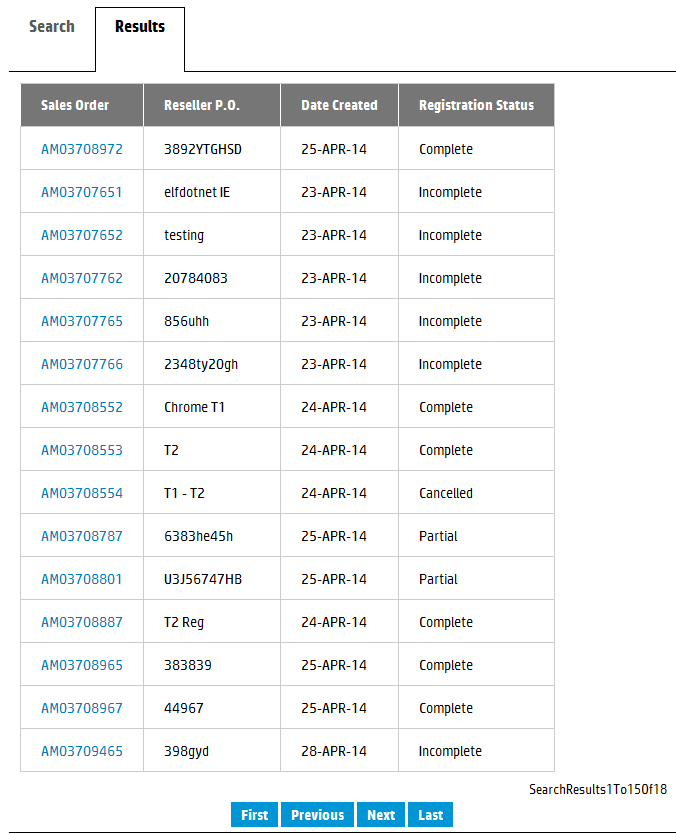 Search Results
Sales Order Reseller P.O. Date Created Registration Status
AM03708972 3892YTGHSD 25-APR-14 Complete
AM03707651 elfdotnet IE 23-APR-14 Incomplete
AM03707652 testing 23-APR-14 Incomplete
AM03707762 20784083 23-APR-14 Incomplete
AM03707765 856uhh 23-APR-14 Incomplete
AM03707766 2348ty20gh 23-APR-14 Incomplete
AM03708552 Chrome T1 24-APR-14 Complete
AM03708553 T2 24-APR-14 Complete
AM03708554 T1 - T2 24-APR-14 Cancelled
AM03708787 6383he45h 25-APR-14 Partial
AM03708801 U3J56747HB 25-APR-14 Partial
AM03708887 T2 Reg 24-APR-14 Complete
AM03708965 383839 25-APR-14 Complete
AM03708967 44967 25-APR-14 Complete
AM03709465 398gyd 28-APR-14 Incomplete
SearchResults1To15Of18
First Previous Next Last